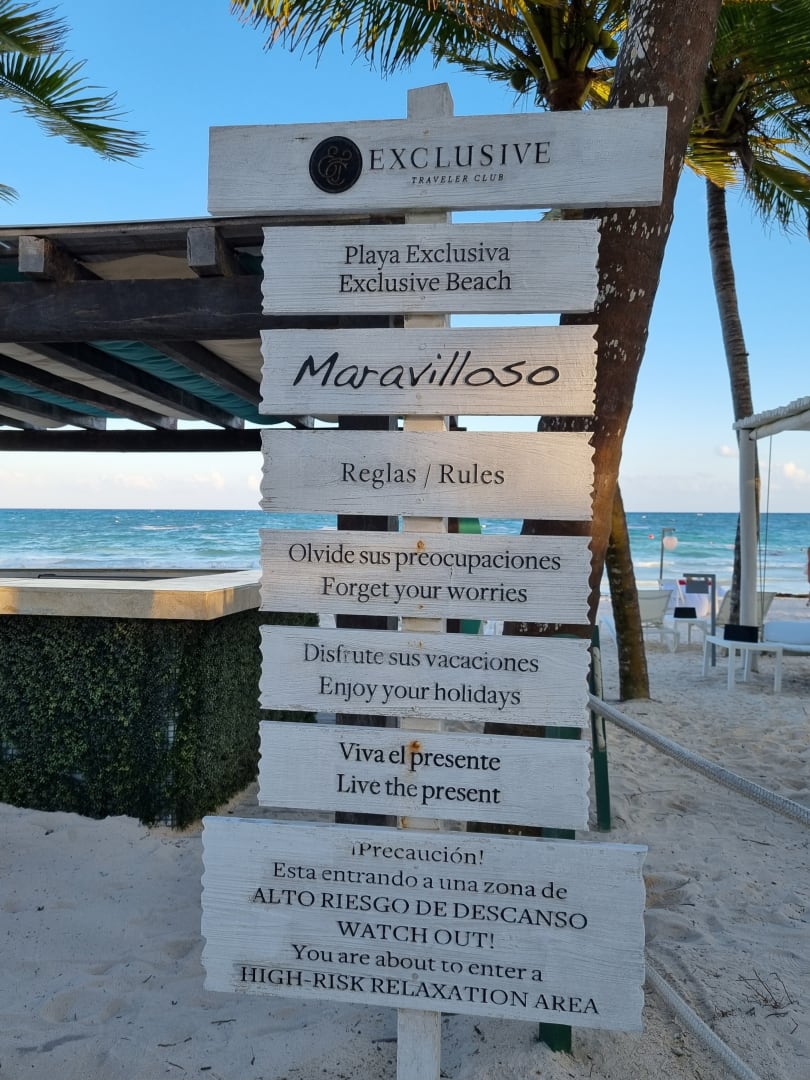 EXCLUSIVE
TRAVELER CLUB
Playa Exclusiva
Exclusive Beach
Maravilloso
Reglas / Rules
Olvide sus preocupaciones
Forget your worries
Disfrute sus vacaciones
Enjoy your holidays
Viva el presente
Live the present
¡Precaución!
Esta entrando a una zona de
ALTO RIESGO DE DESCANSO
WATCH OUT!
You are about to enter a
HIGH-RISK RELAXATION AREA